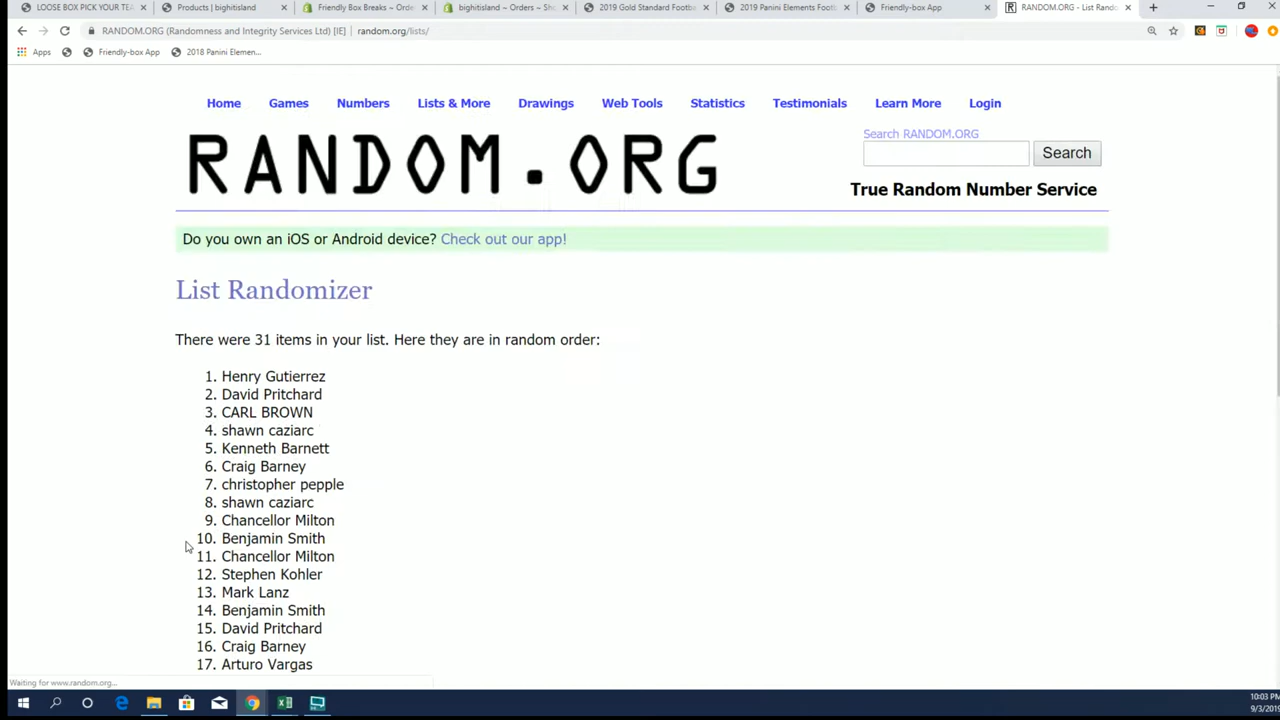 LOOSE BOX PICK YOUR TEA
Products | bighitisland
Friendly Box Breaks ~ Orde
bighitisland ~ Orders ~ Sho
2019 Gold Standard Footba
2019 Panini Elements Footb
Friendly-box App
RANDOM.ORG - List Rando
RANDOM.ORG (Randomness and Integrity Services Ltd) [IE] | random.org/lists/
Apps
Friendly-box App
2018 Panini Elemen...
Home Games Numbers Lists & More Drawings Web Tools Statistics Testimonials Learn More Login
RANDOM.ORG
Search RANDOM.ORG
Search
True Random Number Service
Do you own an iOS or Android device? Check out our app!
List Randomizer
There were 31 items in your list. Here they are in random order:
1. Henry Gutierrez
2. David Pritchard
3. CARL BROWN
4. shawn caziarc
5. Kenneth Barnett
6. Craig Barney
7. christopher pepple
8. shawn caziarc
9. Chancellor Milton
10. Benjamin Smith
11. Chancellor Milton
12. Stephen Kohler
13. Mark Lanz
14. Benjamin Smith
15. David Pritchard
16. Craig Barney
17. Arturo Vargas
Waiting for www.random.org...
10:03 PM
9/3/2019